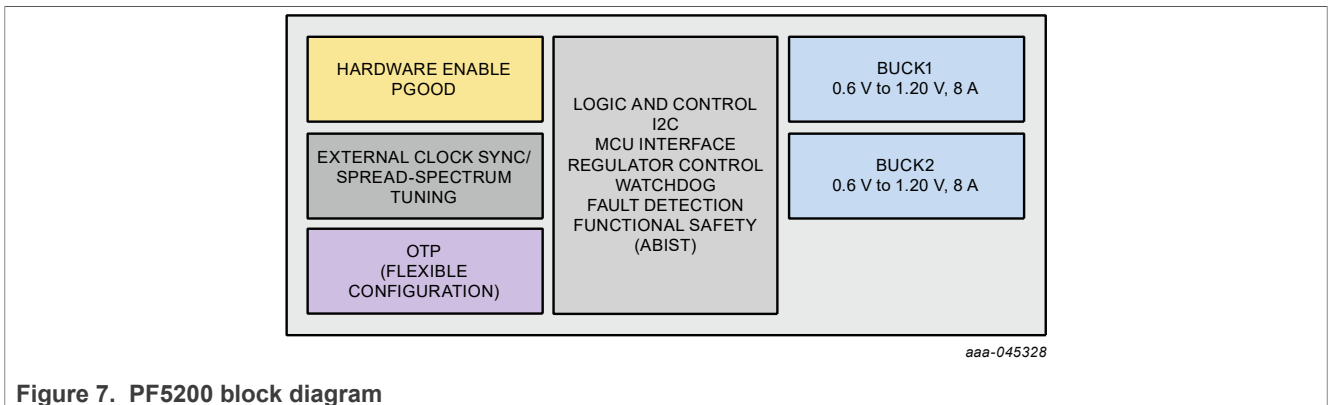 HARDWARE ENABLE
PGOOD
EXTERNAL CLOCK SYNC/
SPREAD-SPECTRUM
TUNING
OTP
(FLEXIBLE
CONFIGURATION)
LOGIC AND CONTROL
I2C
MCU INTERFACE
REGULATOR CONTROL
WATCHDOG
FAULT DETECTION
FUNCTIONAL SAFETY
(ABIST)
BUCK1
0.6 V to 1.20 V, 8 A
BUCK2
0.6 V to 1.20 V, 8 A
aaa-045328
Figure 7. PF5200 block diagram